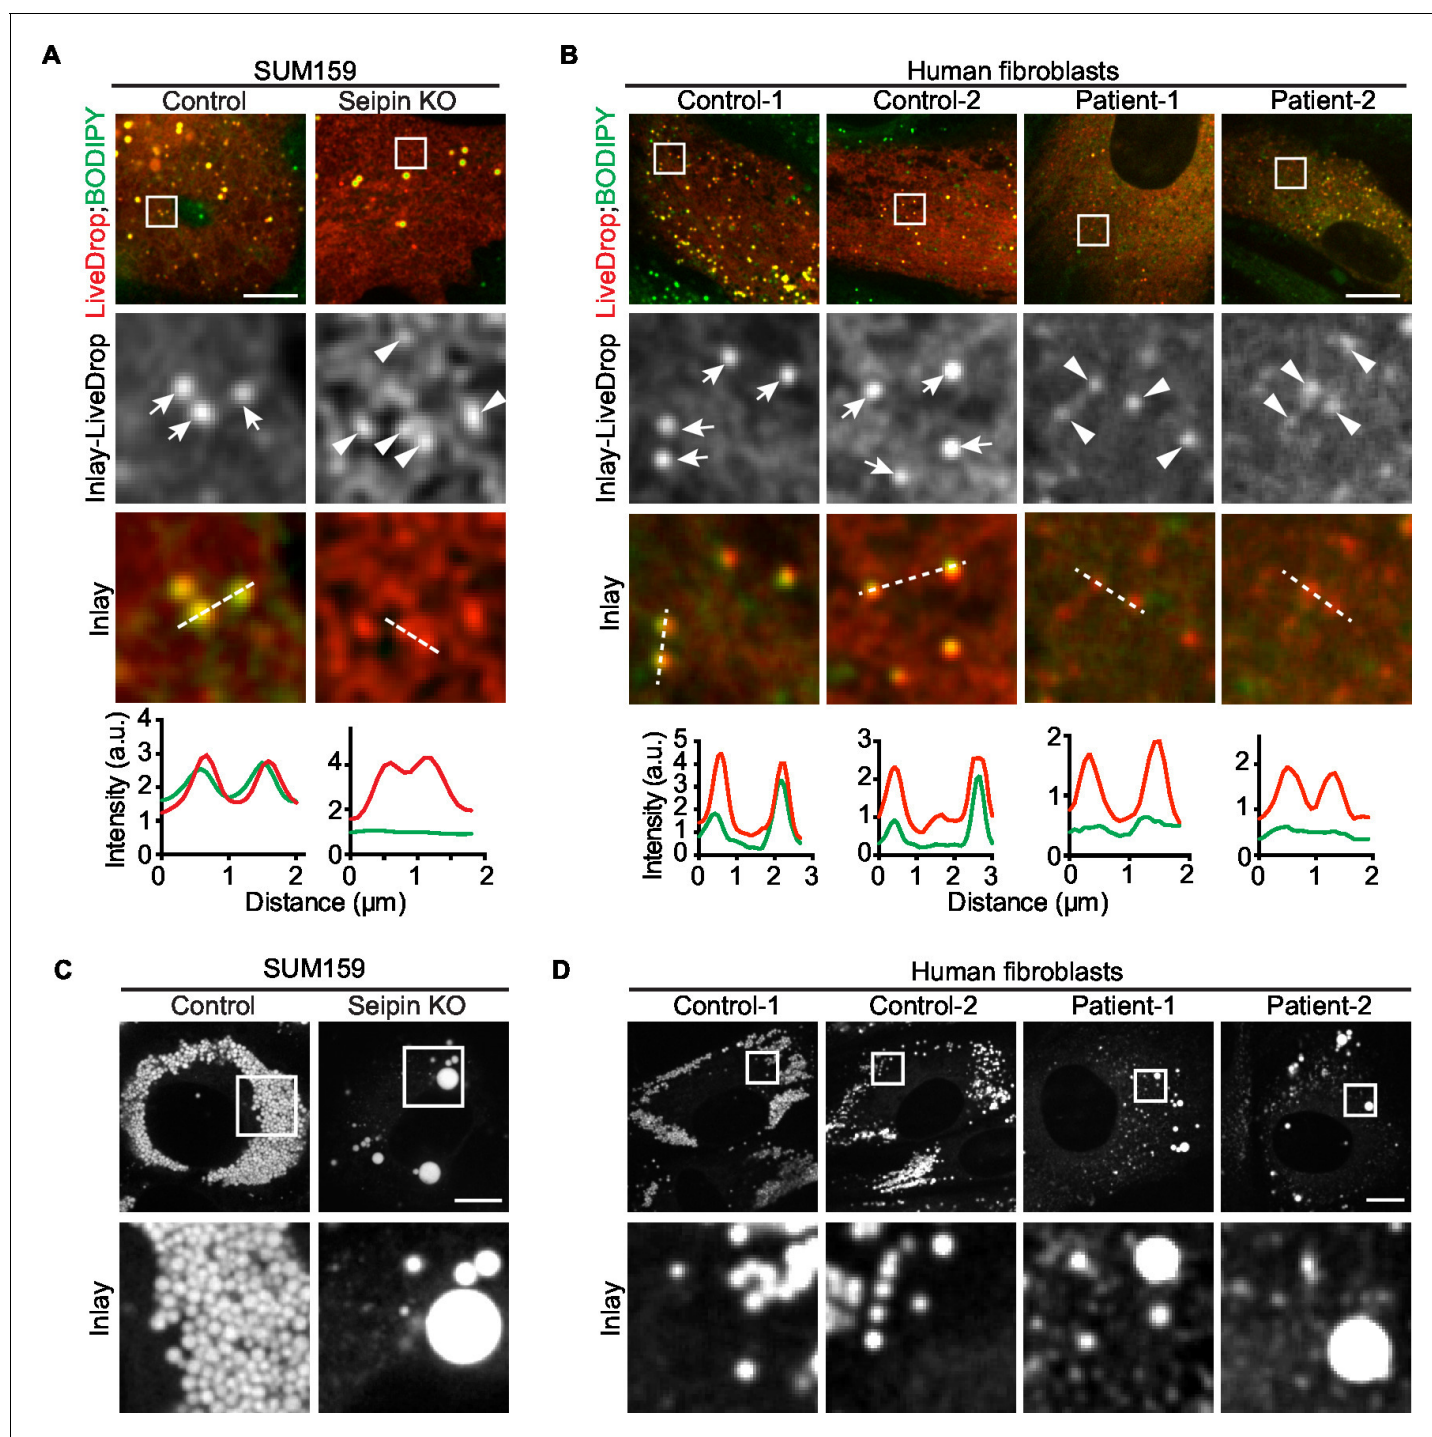 A
SUM159
Control
Seipin KO
LiveDrop;BODIPY
Inlay-LiveDrop
Inlay
Intensity (a.u.)
4
3
2
1
0
0
1
2
4
2
0
0
1
2
Distance (µm)
B
Human fibroblasts
Control-1
Control-2
Patient-1
Patient-2
LiveDrop;BODIPY
Inlay-LiveDrop
Inlay
Intensity (a.u.)
5
4
3
2
1
0
0
1
2
3
3
2
1
0
0
1
2
3
2
1
0
0
1
2
2
1
0
0
1
2
Distance (µm)
C
SUM159
Control
Seipin KO
Inlay
D
Human fibroblasts
Control-1
Control-2
Patient-1
Patient-2
Inlay